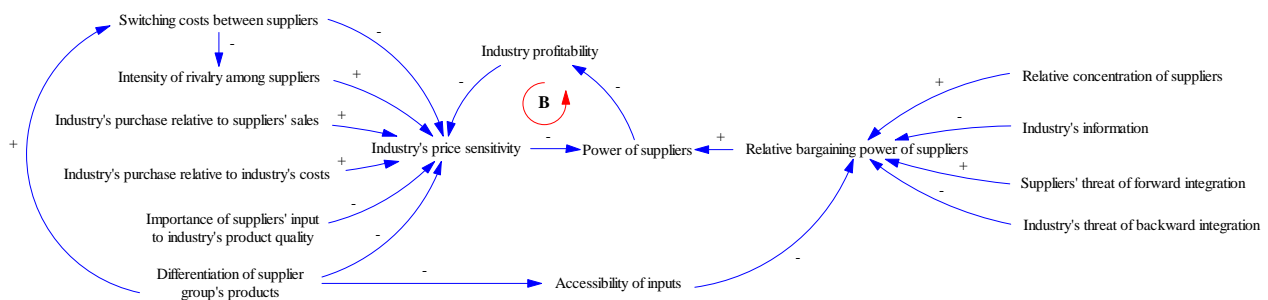 Switching costs between suppliers
-
-
Intensity of rivalry among suppliers
+
Industry profitability
-
-
B
Relative concentration of suppliers
+
Industry's purchase relative to suppliers' sales
+
Industry's information
-
Industry's price sensitivity
-
Power of suppliers
+
Relative bargaining power of suppliers
+
Industry's purchase relative to industry's costs
+
Suppliers' threat of forward integration
+
Importance of suppliers' input
to industry's product quality
-
Industry's threat of backward integration
-
-
Differentiation of supplier
group's products
-
Accessibility of inputs
-